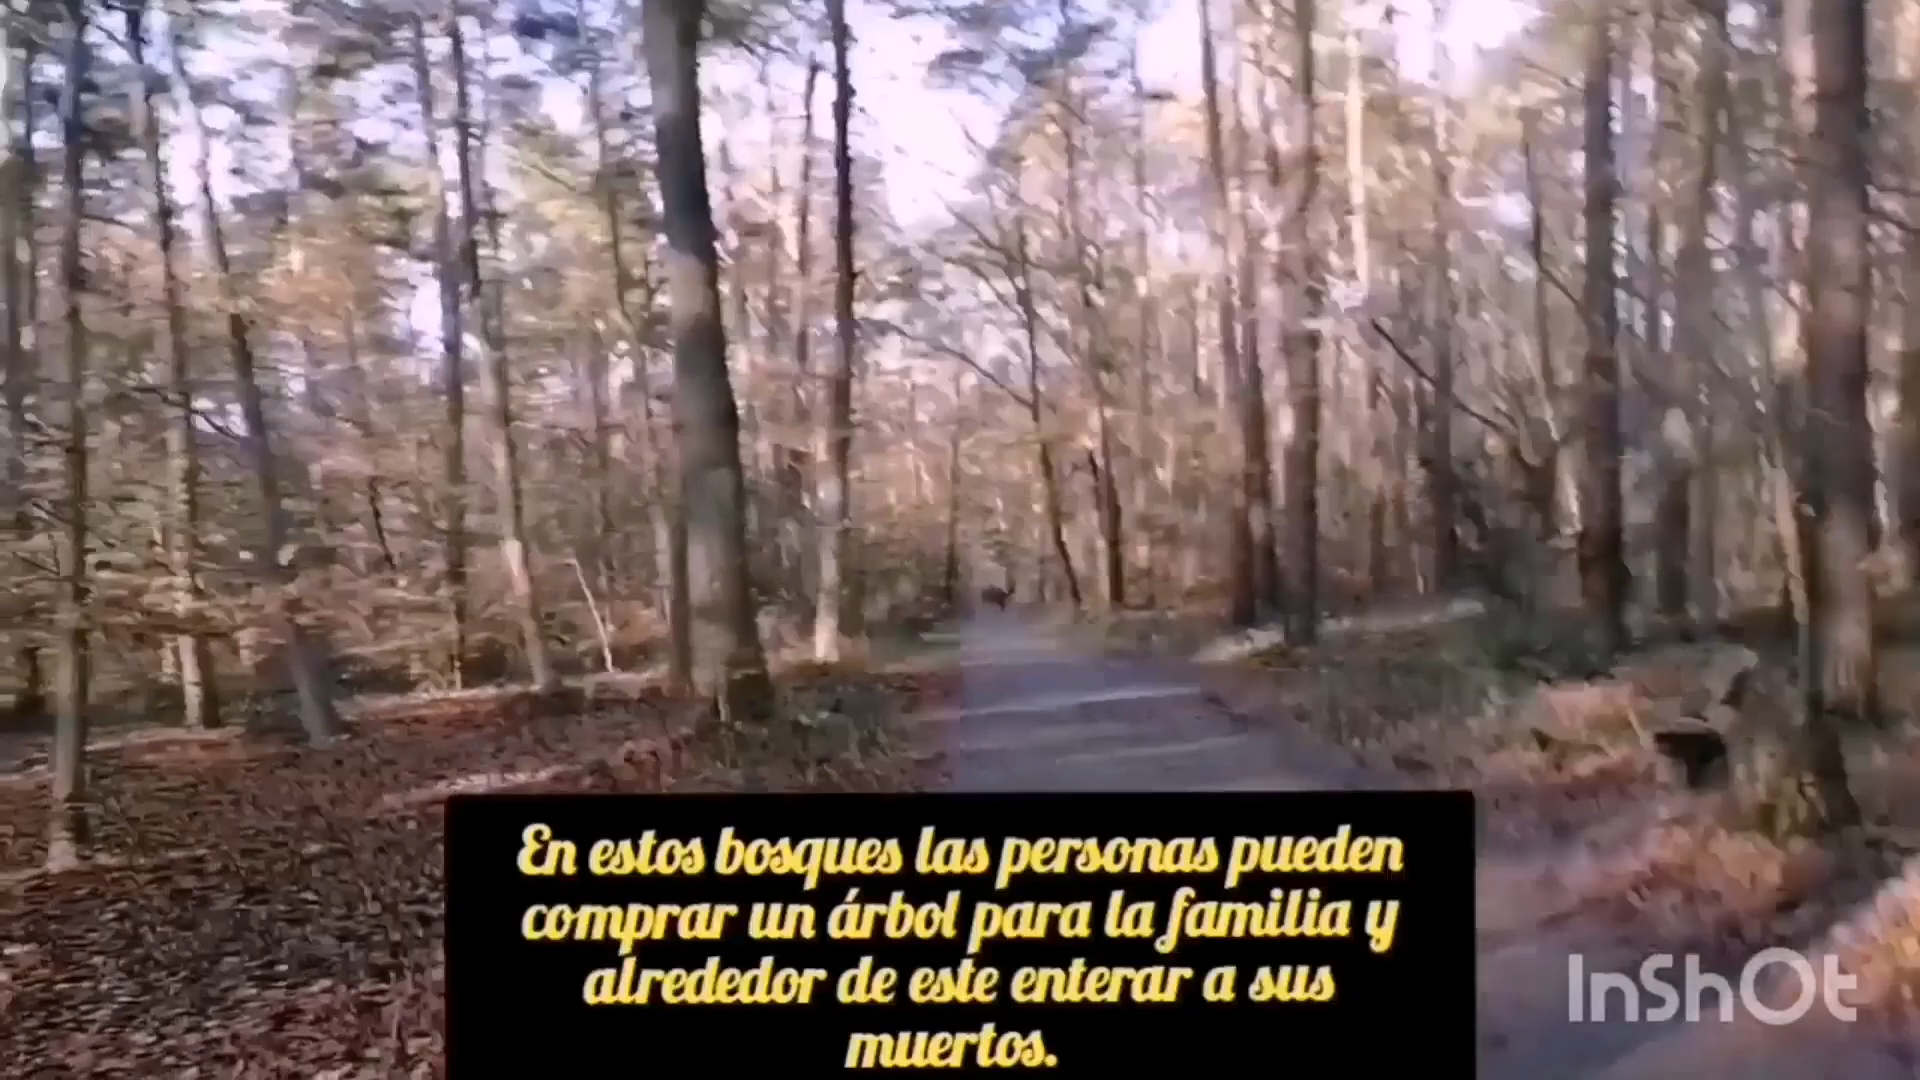 En estos bosques las personas pueden
comprar un árbol para la familia y
alrededor de este enterar a sus
muertos.
InShOt